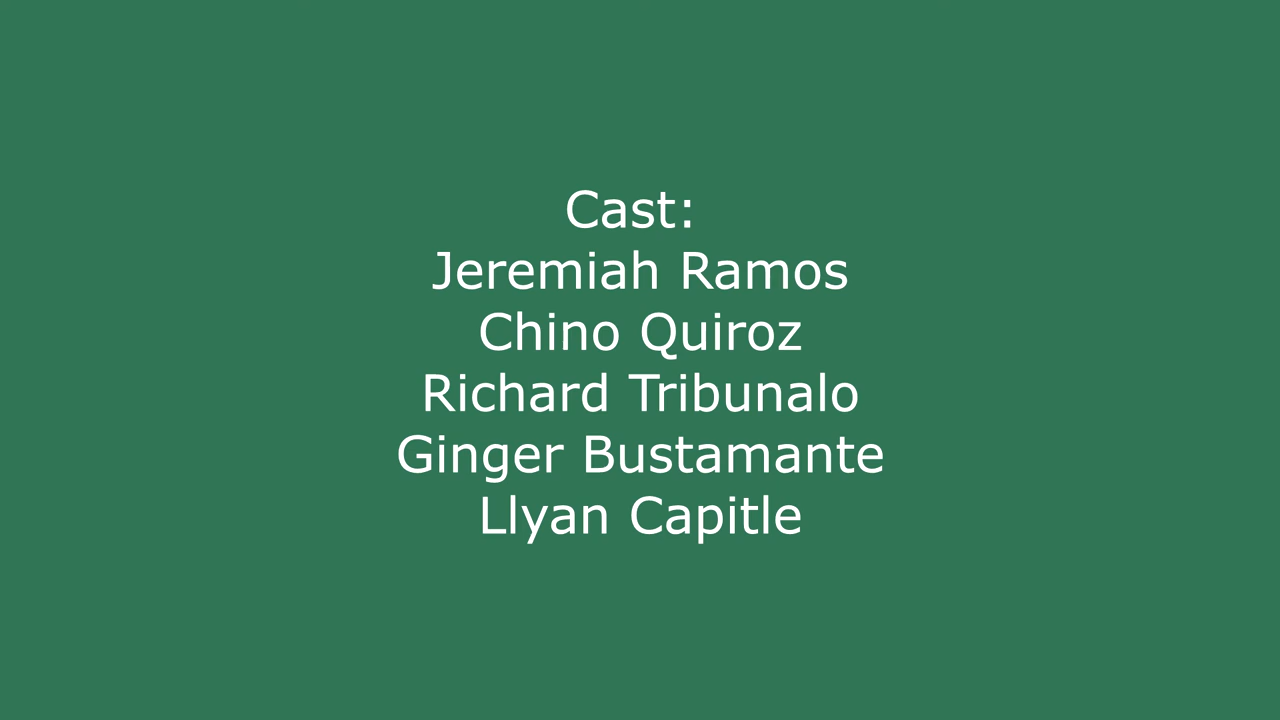 Cast:
Jeremiah Ramos
Chino Quiroz
Richard Tribunalo
Ginger Bustamante
Llyan Capitle